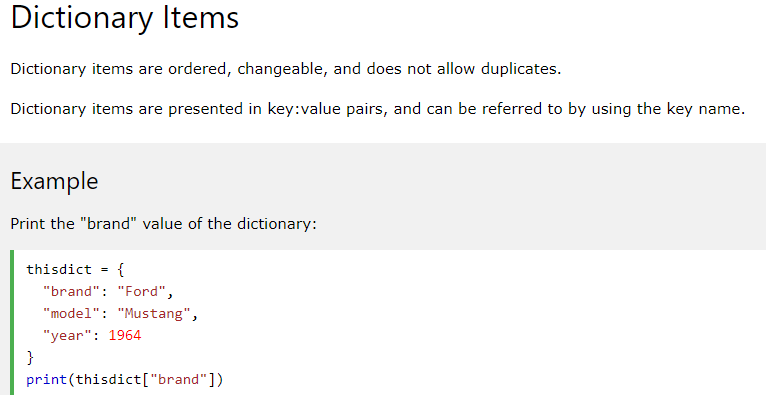 Dictionary Items
Dictionary items are ordered, changeable, and does not allow duplicates.
Dictionary items are presented in key:value pairs, and can be referred to by using the key name.
Example
Print the "brand" value of the dictionary:
thisdict = {
  "brand": "Ford",
  "model": "Mustang",
  "year": 1964
}
print(thisdict["brand"])